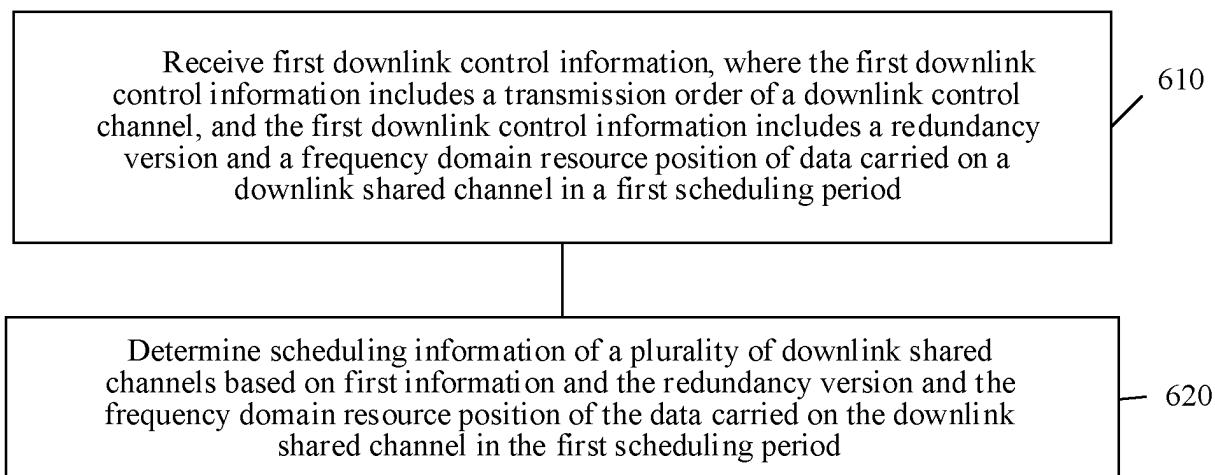 Receive first downlink control information, where the first downlink
control information includes a transmission order of a downlink control
channel, and the first downlink control information includes a redundancy
version and a frequency domain resource position of data carried on a
downlink shared channel in a first scheduling period
610
Determine scheduling information of a plurality of downlink shared
channels based on first information and the redundancy version and the
frequency domain resource position of the data carried on the downlink
shared channel in the first scheduling period
620